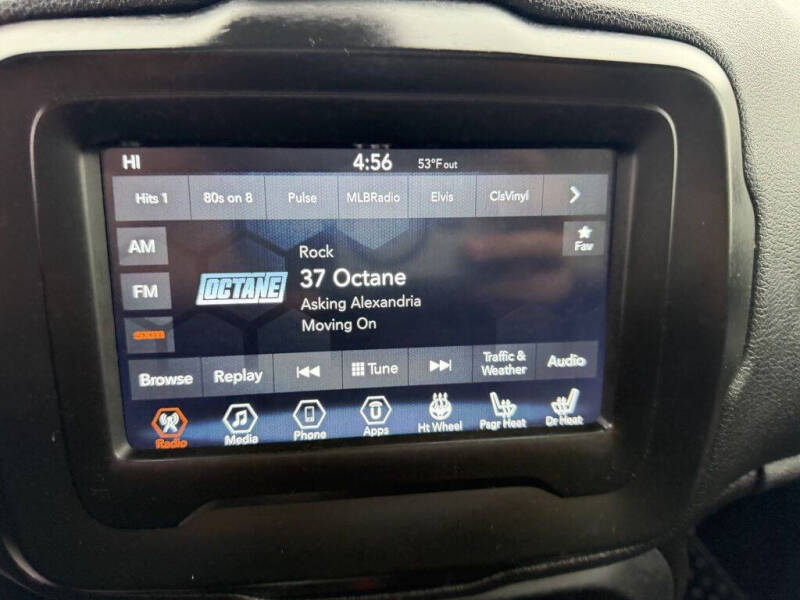 HI 4:56 53°F out
Hits 1 80s on 8 Pulse MLBRadio Elvis ClsVinyl
AM
Fav
Rock
OCTANE 37 Octane
FM
Asking Alexandria
Moving On
SXM
Browse Replay Tune Traffic & Weather Audio
Radio Media Phone Apps Ht Wheel Psgr Heat Dr Heat